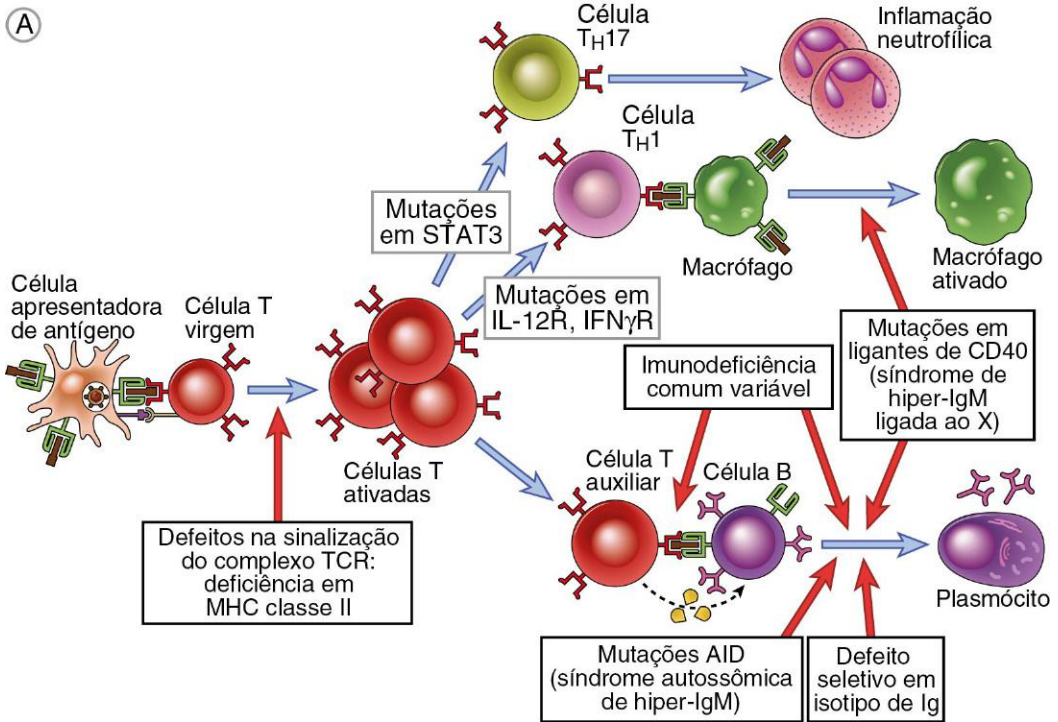 A
Célula
TH17
Inflamação
neutrofílica
Célula
TH1
Mutações
em STAT3
Macrófago
Macrófago
ativado
Mutações em
IL-12R, IFNγR
Célula
apresentadora
de antígeno
Célula T
virgem
Células T
ativadas
Imunodeficiência
comum variável
Mutações em
ligantes de CD40
(síndrome de
hiper-IgM
ligada ao X)
Célula T
auxiliar
Célula B
Plasmócito
Defeitos na sinalização
do complexo TCR:
deficiência em
MHC classe II
Mutações AID
(síndrome autossômica
de hiper-IgM)
Defeito
seletivo em
isotipo de Ig